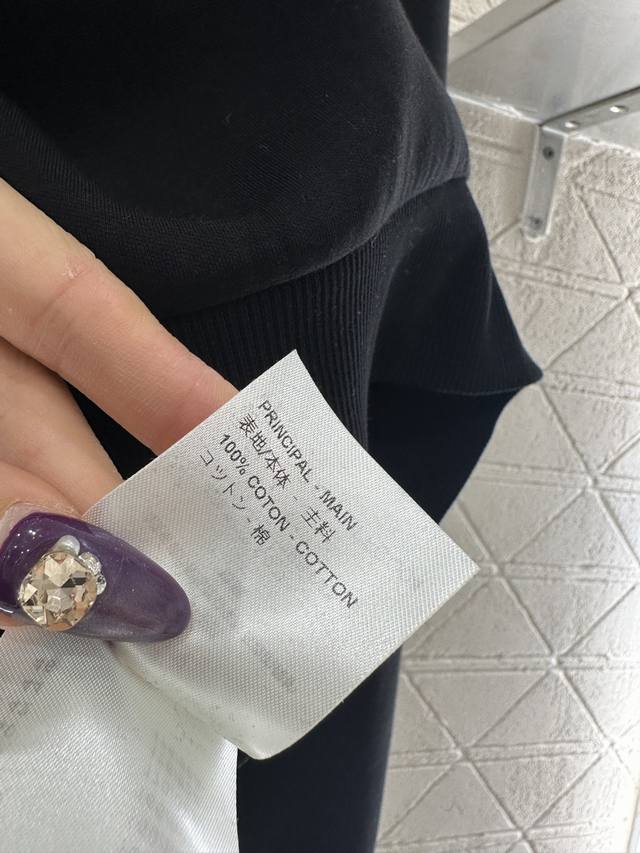 PRINCIPAL - MAIN
表地/本体 - 主料
100% COTON - COTTON
コットン - 棉